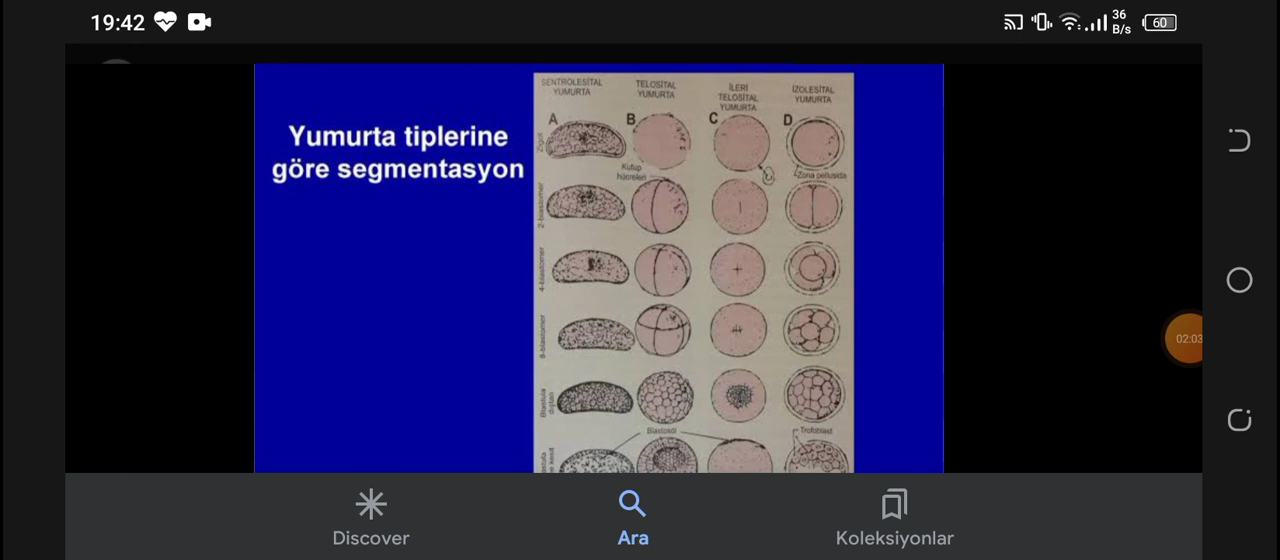 19:42
36
B/s
60
Yumurta tiplerine
göre segmentasyon
SENTROLESİTAL
YUMURTA
TELOSİTAL
YUMURTA
İLERİ
TELOSİTAL
YUMURTA
İZOLESİTAL
YUMURTA
A
B
C
D
Zigot
Kutup
hücreleri
Zona pellusida
2-blastomer
4-blastomer
8-blastomer
Blastula
dıştan
Blastosöl
Trofoblast
02:03
Discover
Ara
Koleksiyonlar